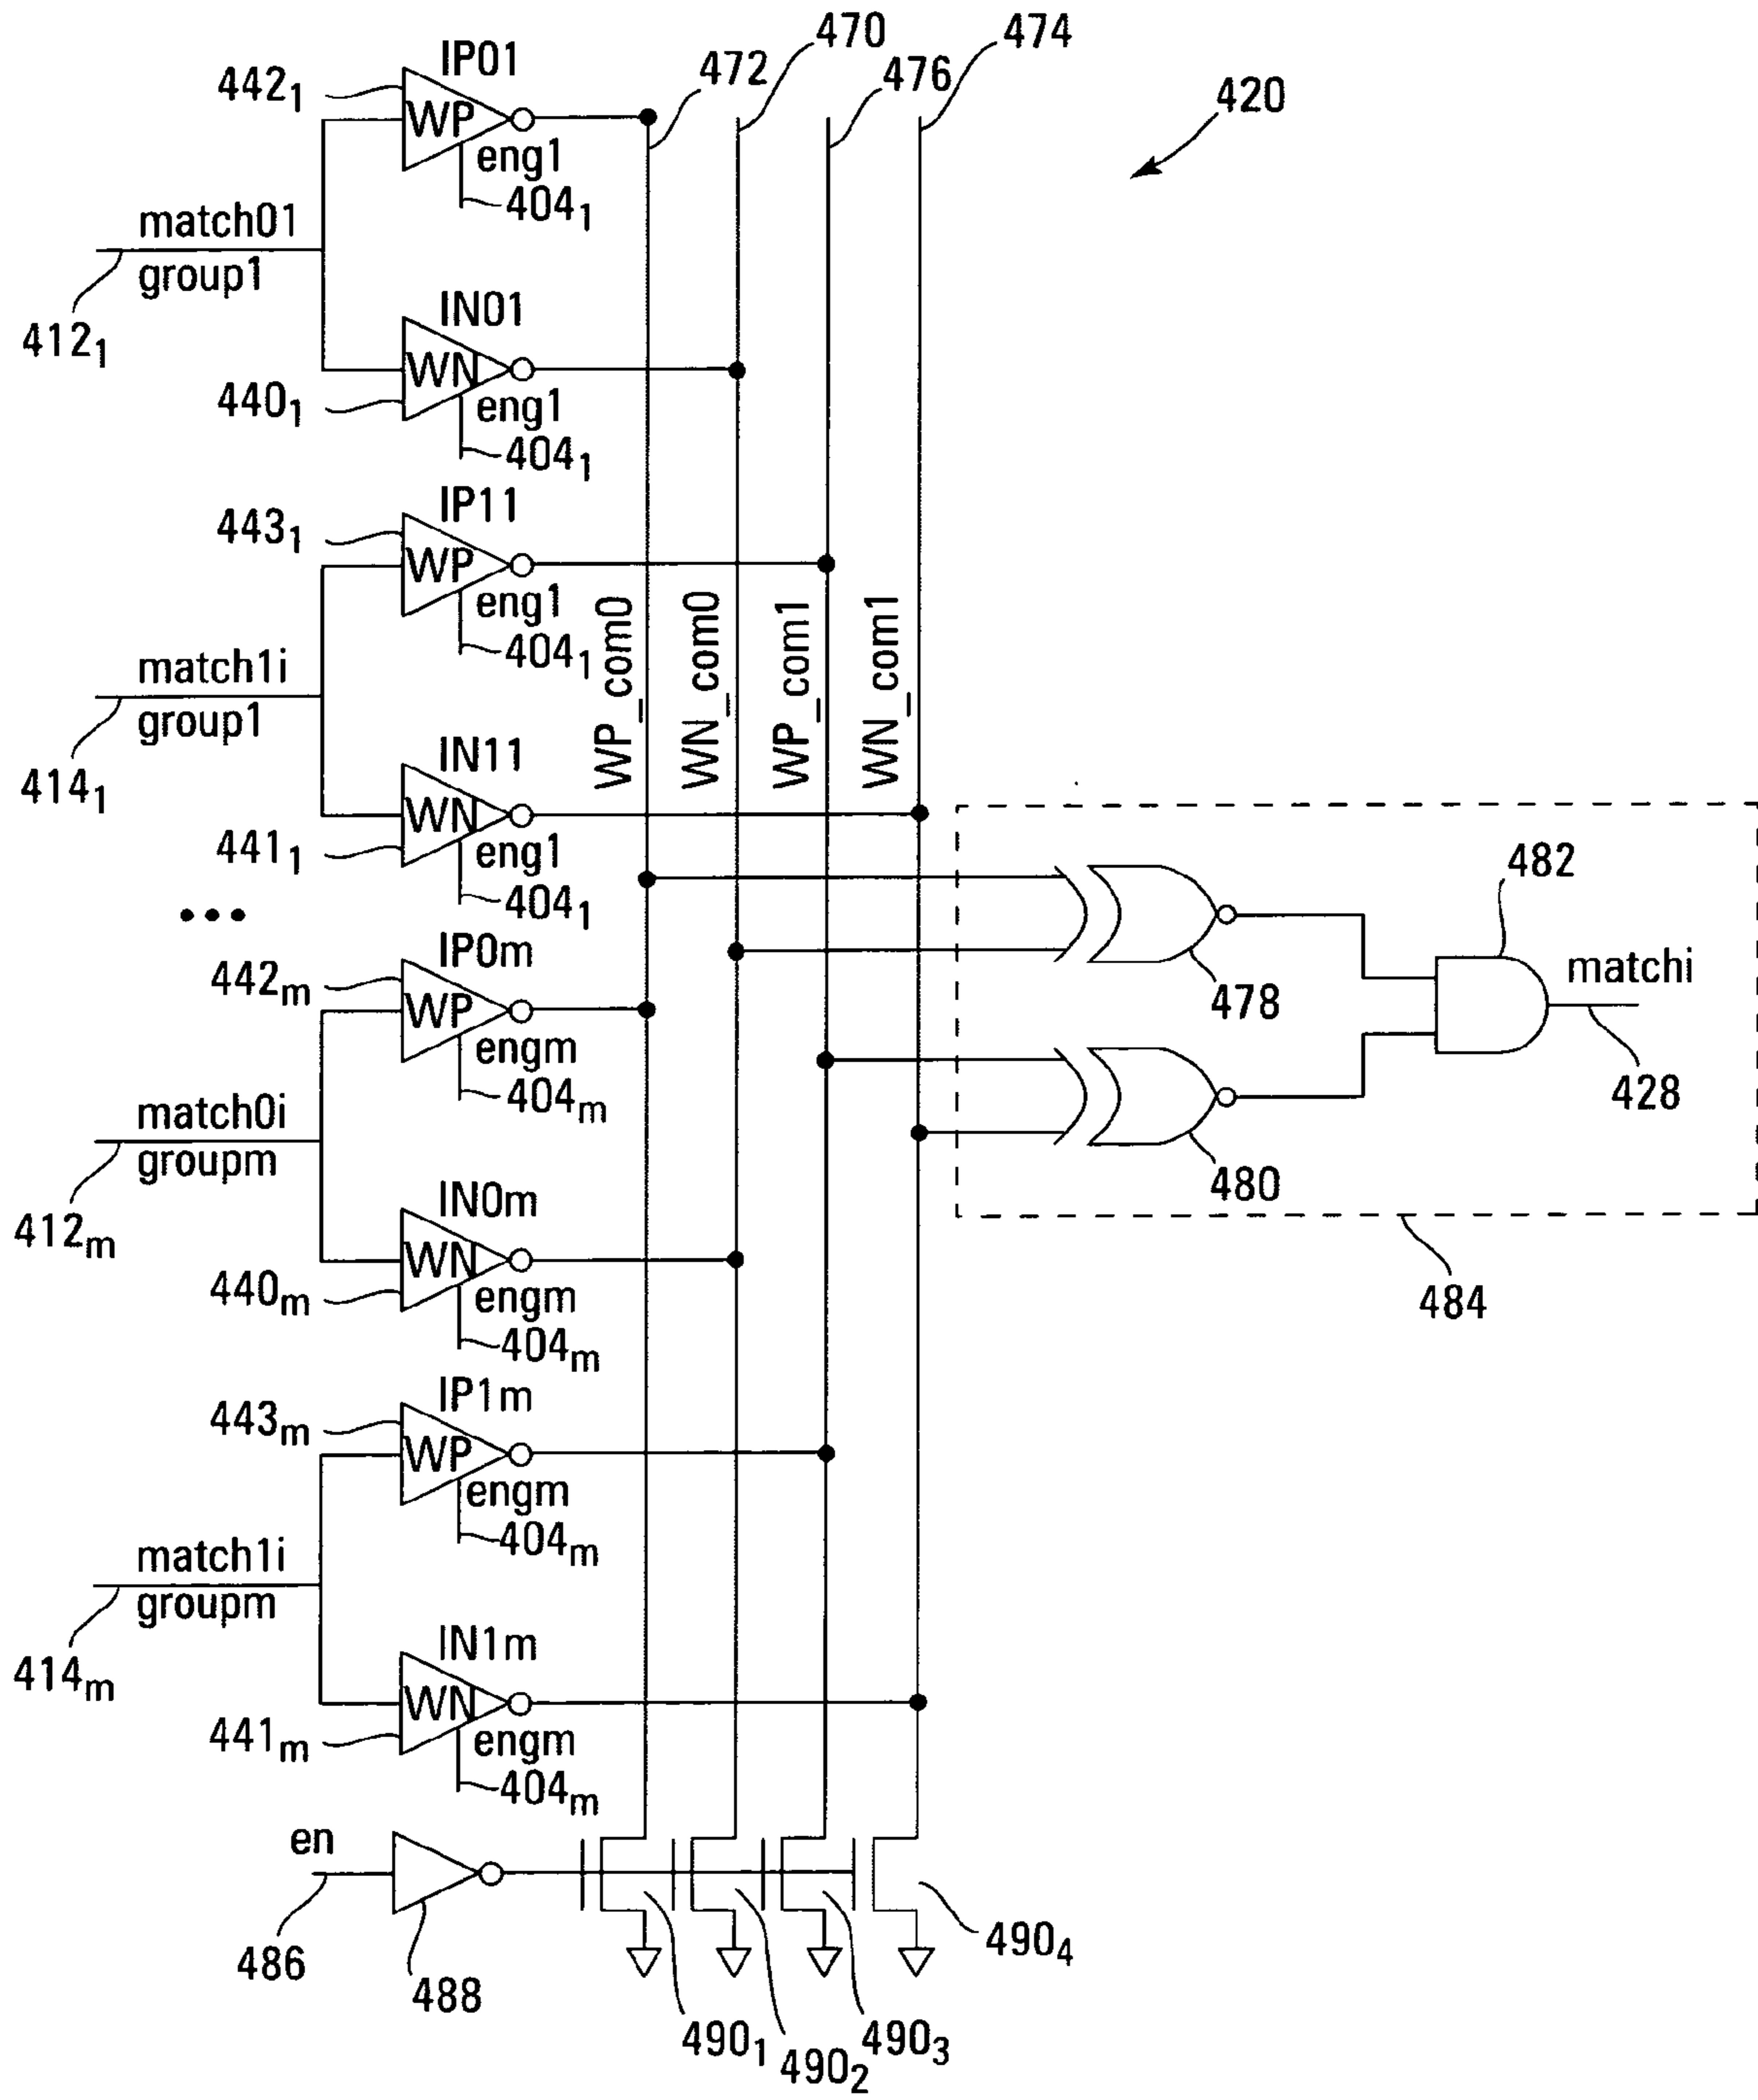 470
474
IP01
472
476
442₁
420
WP
eng1
404₁
match01
group1
IN01
412₁
WN
440₁
eng1
404₁
IP11
443₁
WP
eng1
404₁
WP_com0
WN_com0
WP_com1
WN_com1
match1i
group1
IN11
414₁
WN
441₁
eng1
482
404₁
•••
IP0m
442m
matchi
WP
478
engm
404m
428
match0i
groupm
480
IN0m
412m
WN
440m
engm
484
404m
IP1m
443m
WP
engm
404m
match1i
groupm
IN1m
414m
WN
441m
engm
404m
en
486
488
490₄
490₁
490₂
490₃